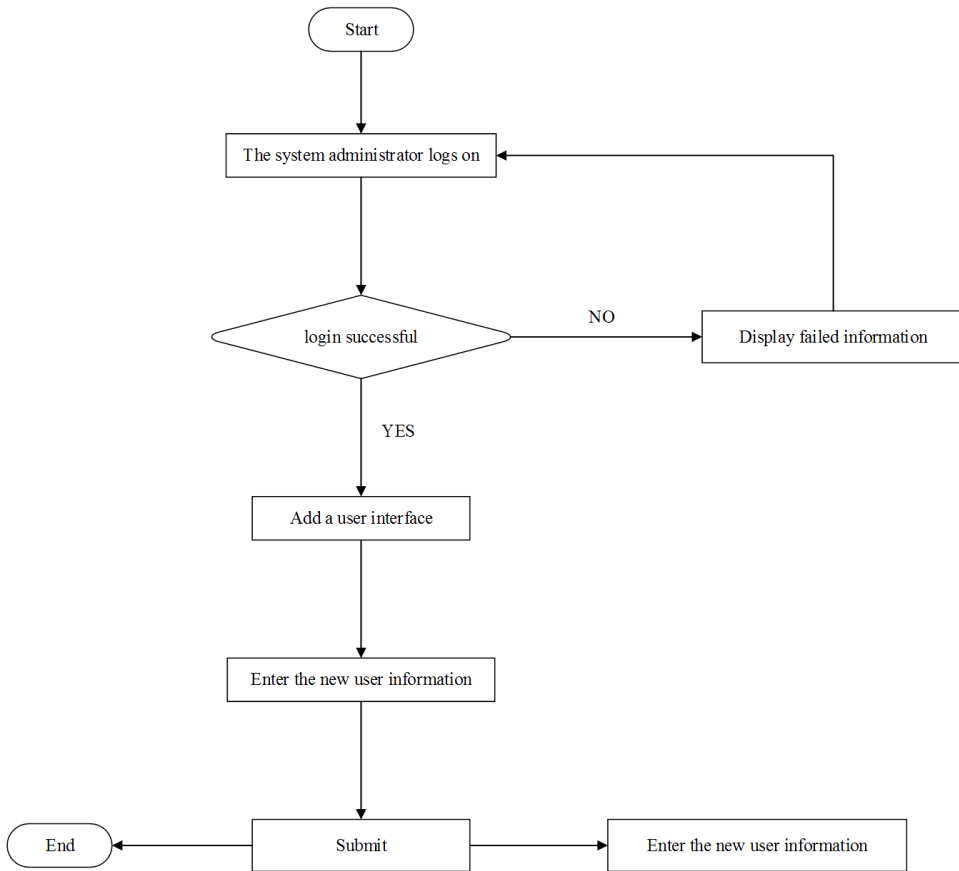 Start
The system administrator logs on
login successful
NO
Display failed information
YES
Add a user interface
Enter the new user information
End
Submit
Enter the new user information